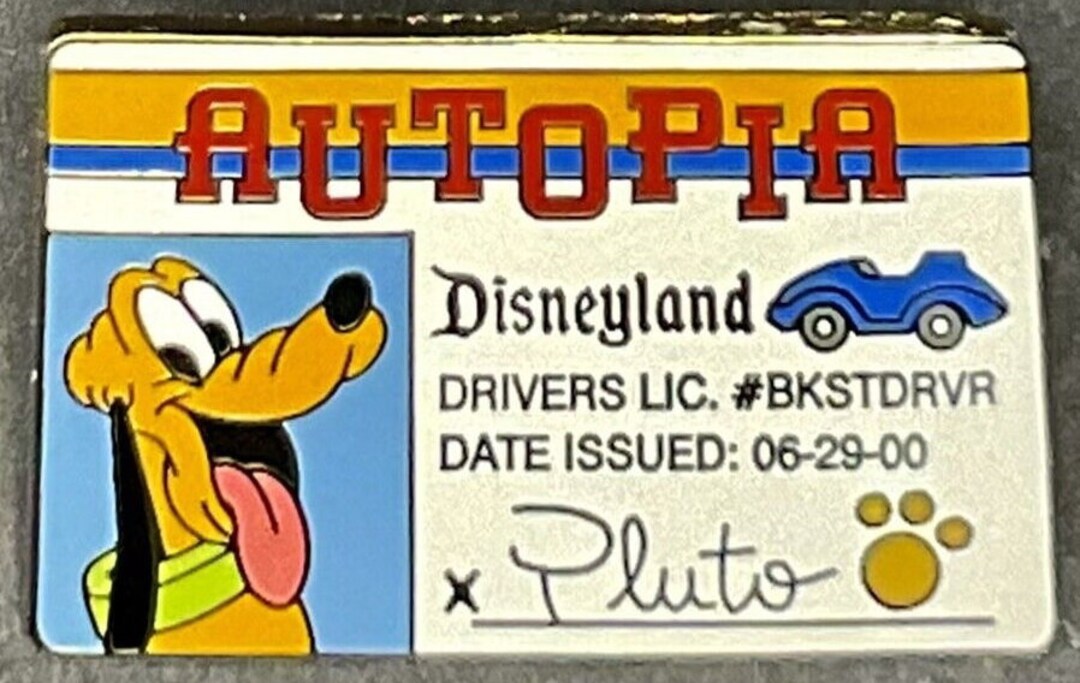 AUTOPIA
Disneyland
DRIVERS LIC. #BKSTDRVR
DATE ISSUED: 06-29-00
x Pluto